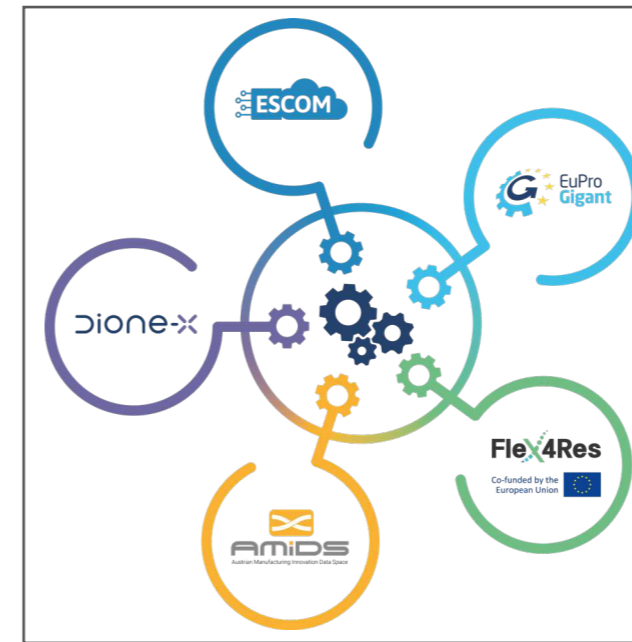 ESCOM
EuPro
Gigant
Dione-X
Flex4Res
Co-funded by the
European Union
AMiDS
Austrian Manufacturing Innovation Data Space